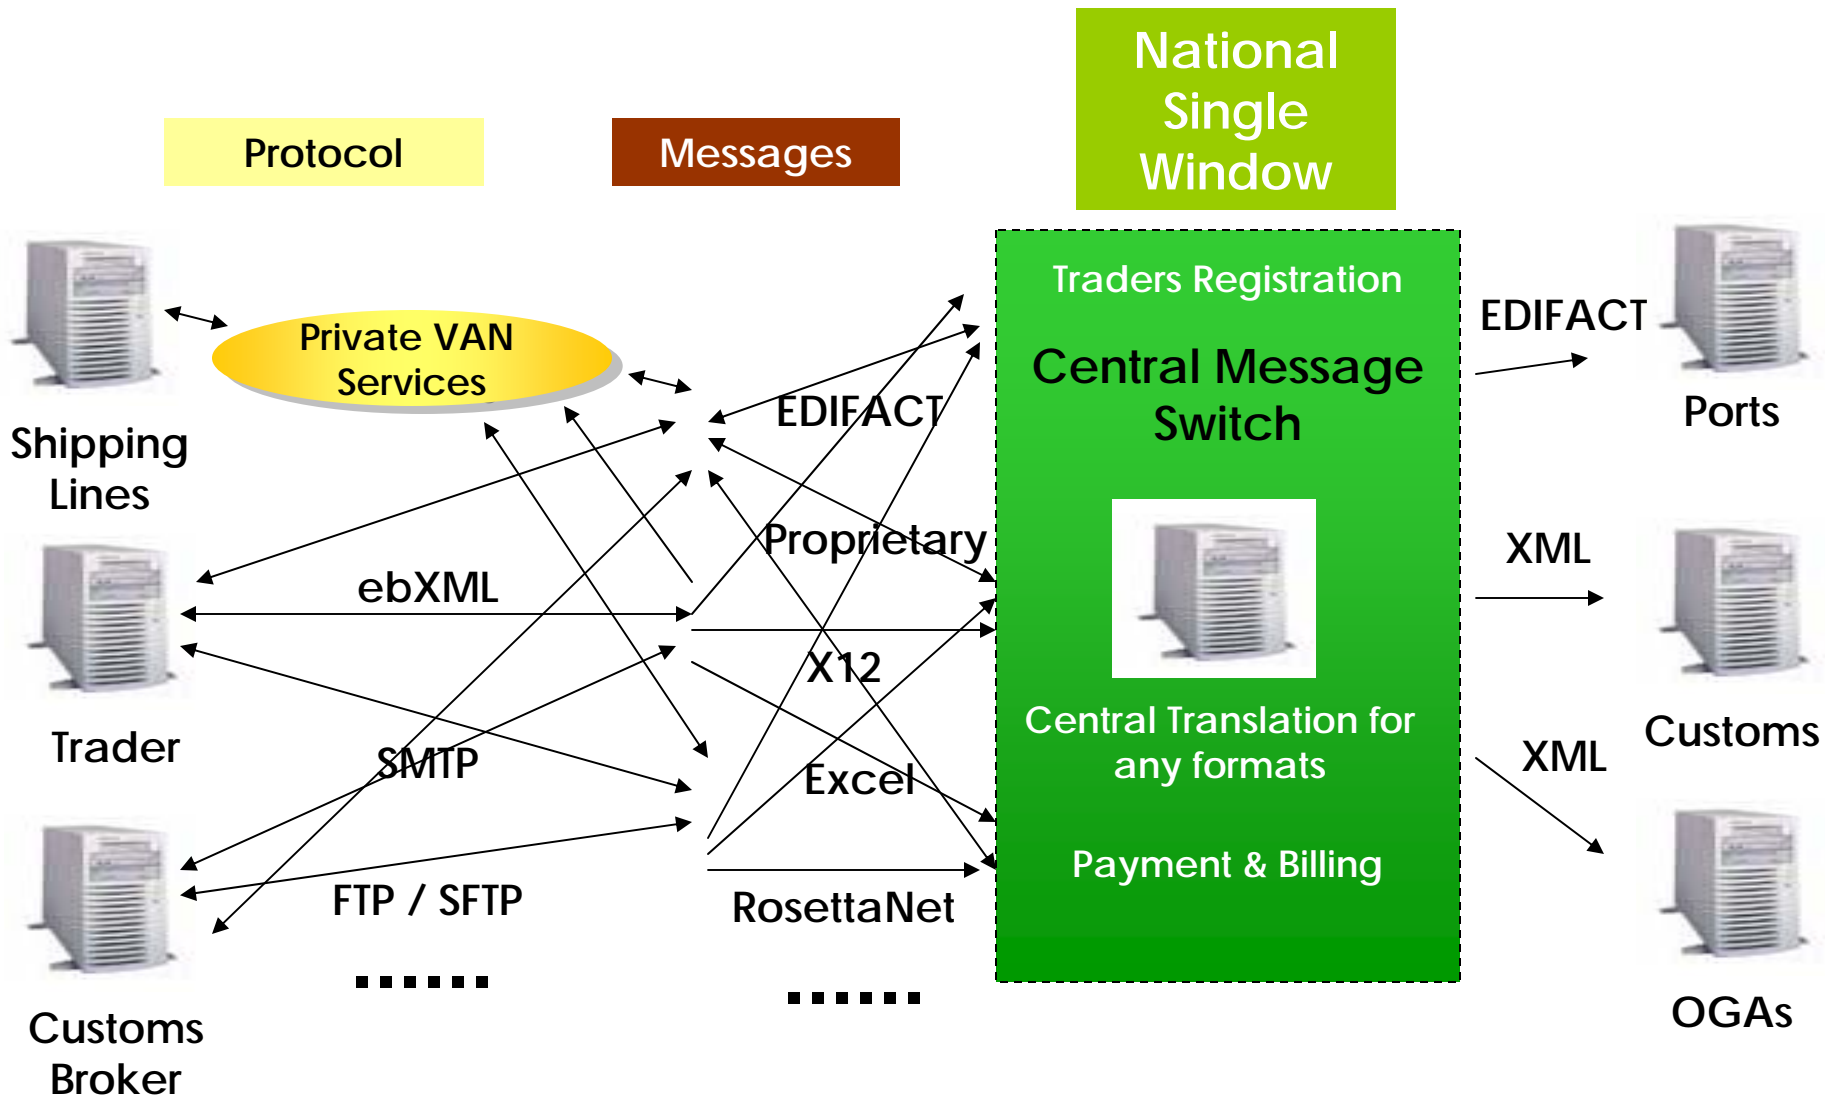 National
Single
Window
Protocol
Messages
Private VAN
Services
Shipping
Lines
ebXML
Trader
SMTP
FTP / SFTP
......
Customs
Broker
EDIFACT
Proprietary
X12
Excel
RosettaNet
......
Traders Registration
Central Message
Switch
Central Translation for
any formats
Payment & Billing
EDIFACT
Ports
XML
Customs
XML
OGAs